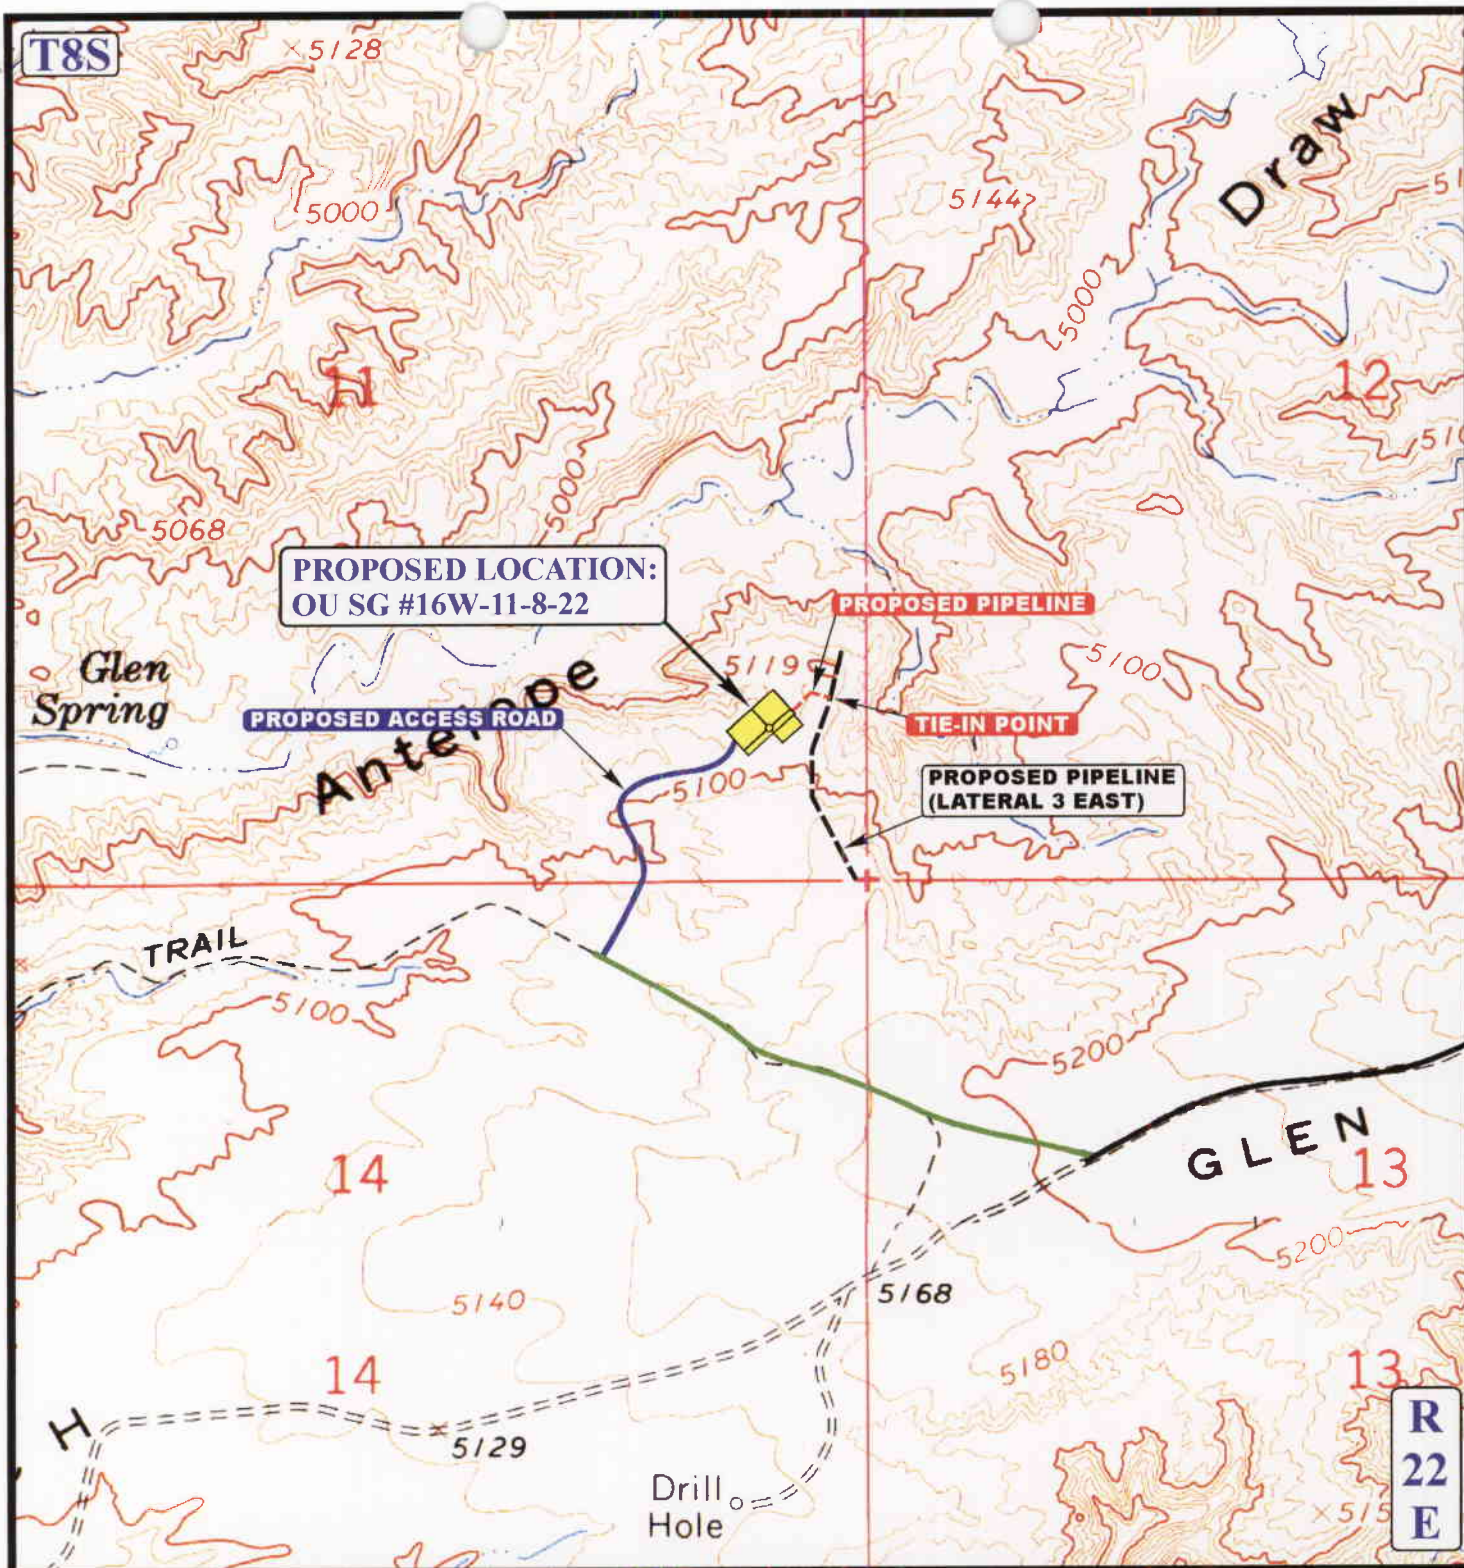 T8S
5128
5000
5144
Draw
5000
11
12
5068
5000
PROPOSED LOCATION:
OU SG #16W-11-8-22
PROPOSED PIPELINE
Glen
Spring
5119
5100
PROPOSED ACCESS ROAD
TIE-IN POINT
Antelope
5100
PROPOSED PIPELINE
(LATERAL 3 EAST)
TRAIL
5100
5200
GLEN
14
13
5200
5140
5168
14
5180
13
H
5129
R
22
E
Drill
Hole